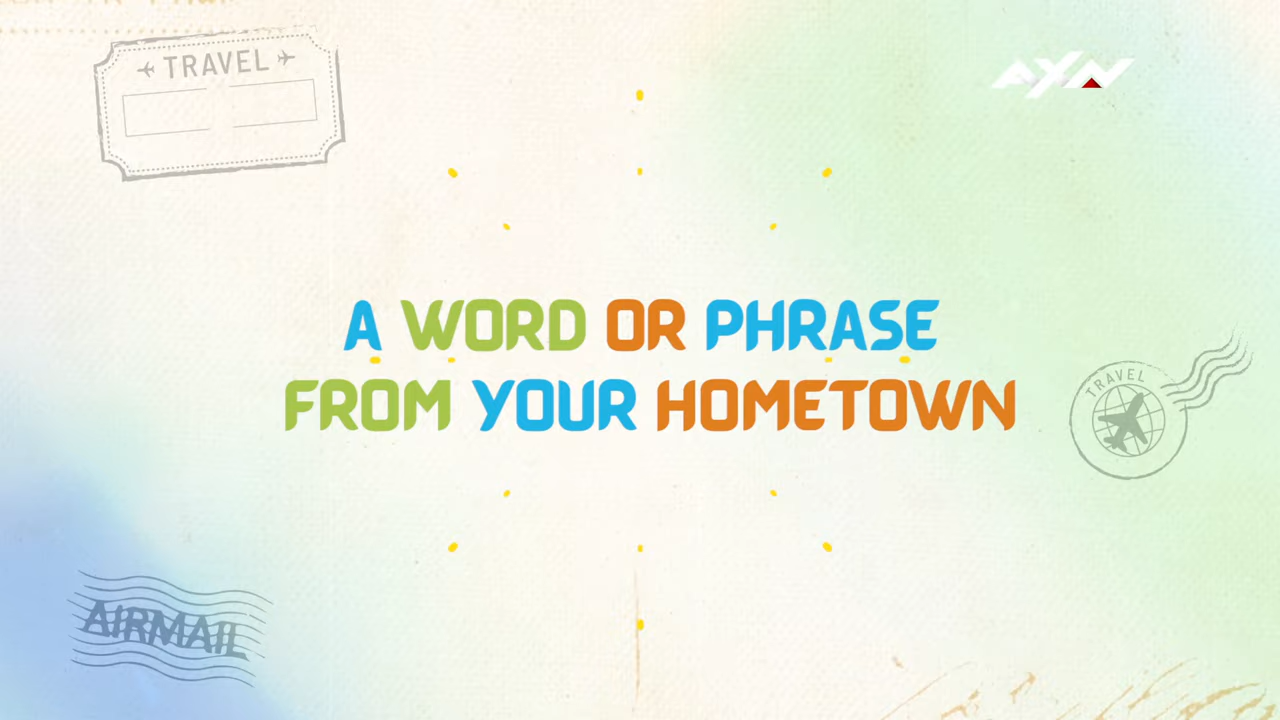 TRAVEL
AXN
A WORD OR PHRASE
FROM YOUR HOMETOWN
TRAVEL
AIRMAIL